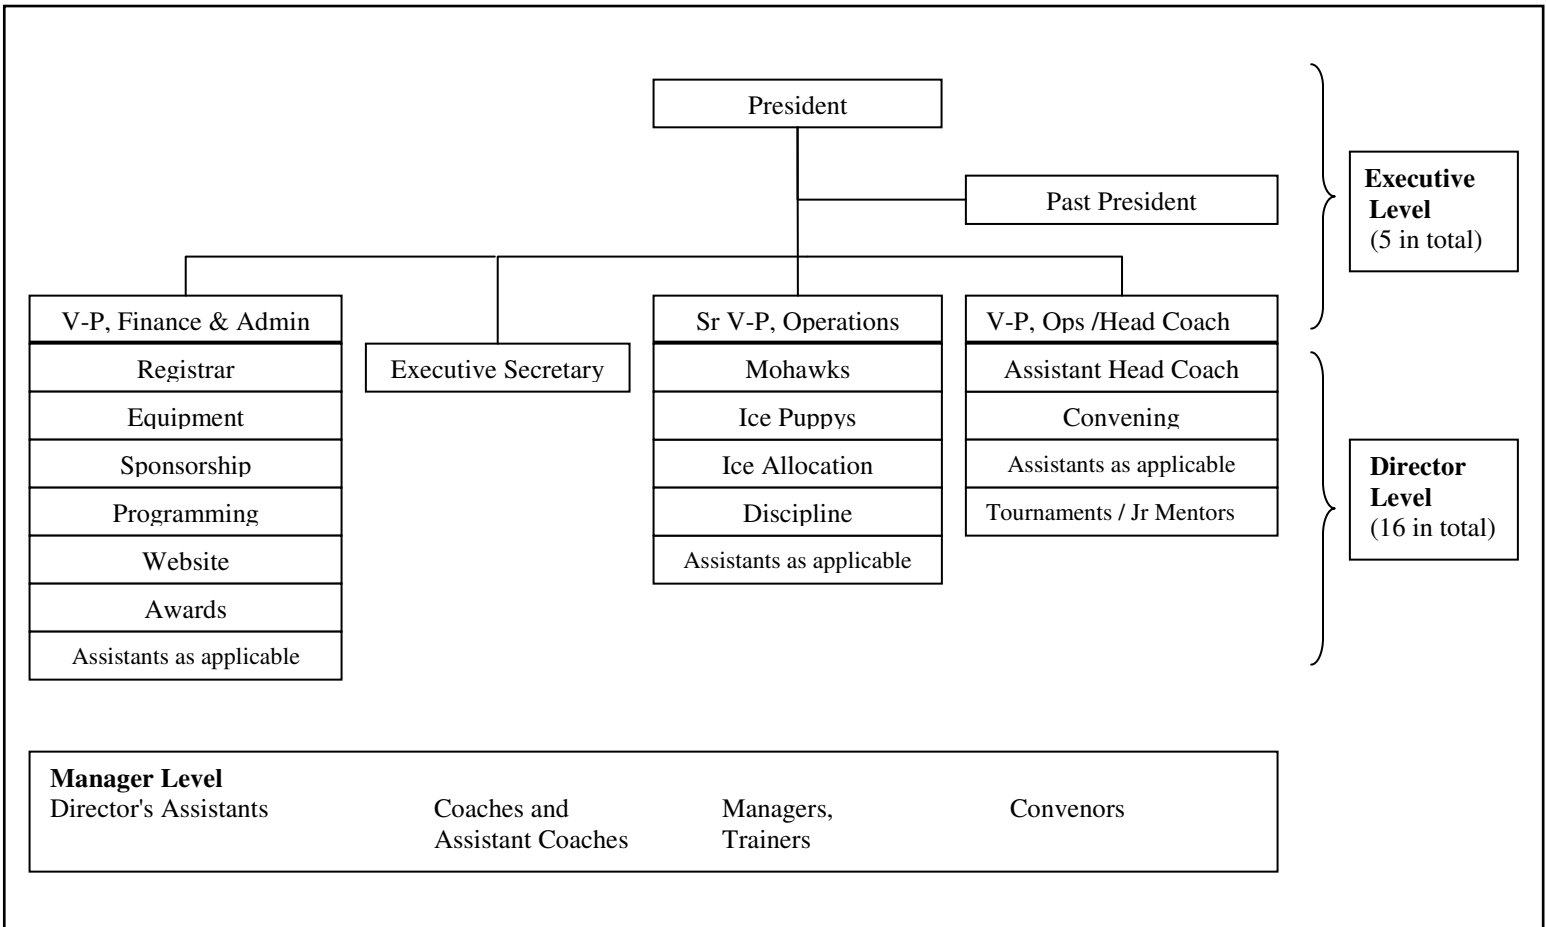 President
Past President
Executive
Level
(5 in total)
V-P, Finance & Admin
Registrar
Equipment
Sponsorship
Programming
Website
Awards
Assistants as applicable
Executive Secretary
Sr V-P, Operations
Mohawks
Ice Puppys
Ice Allocation
Discipline
Assistants as applicable
V-P, Ops /Head Coach
Assistant Head Coach
Convening
Assistants as applicable
Tournaments / Jr Mentors
Director
Level
(16 in total)
Manager Level
Director's Assistants
Coaches and
Assistant Coaches
Managers,
Trainers
Convenors